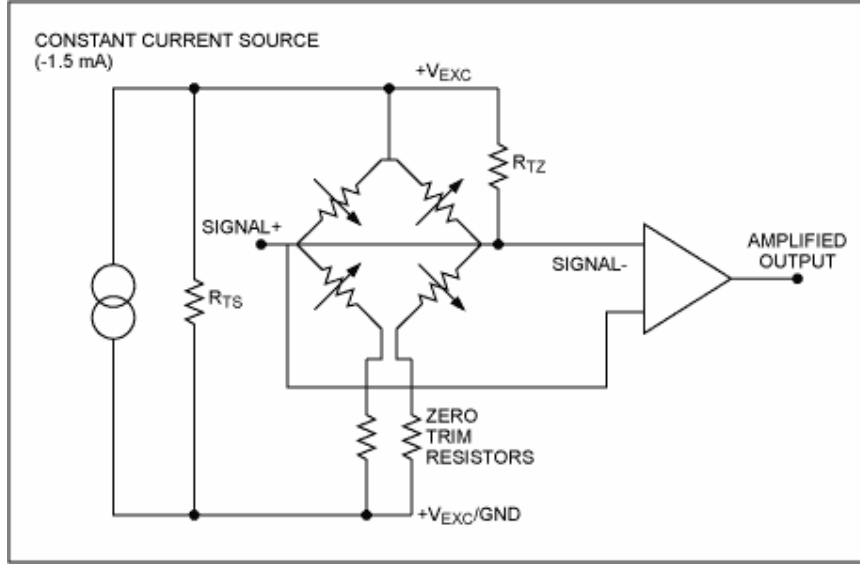 CONSTANT CURRENT SOURCE
(-1.5 mA)
+VEXC
RTZ
SIGNAL+
SIGNAL-
AMPLIFIED
OUTPUT
RTS
ZERO
TRIM
RESISTORS
+VEXC/GND